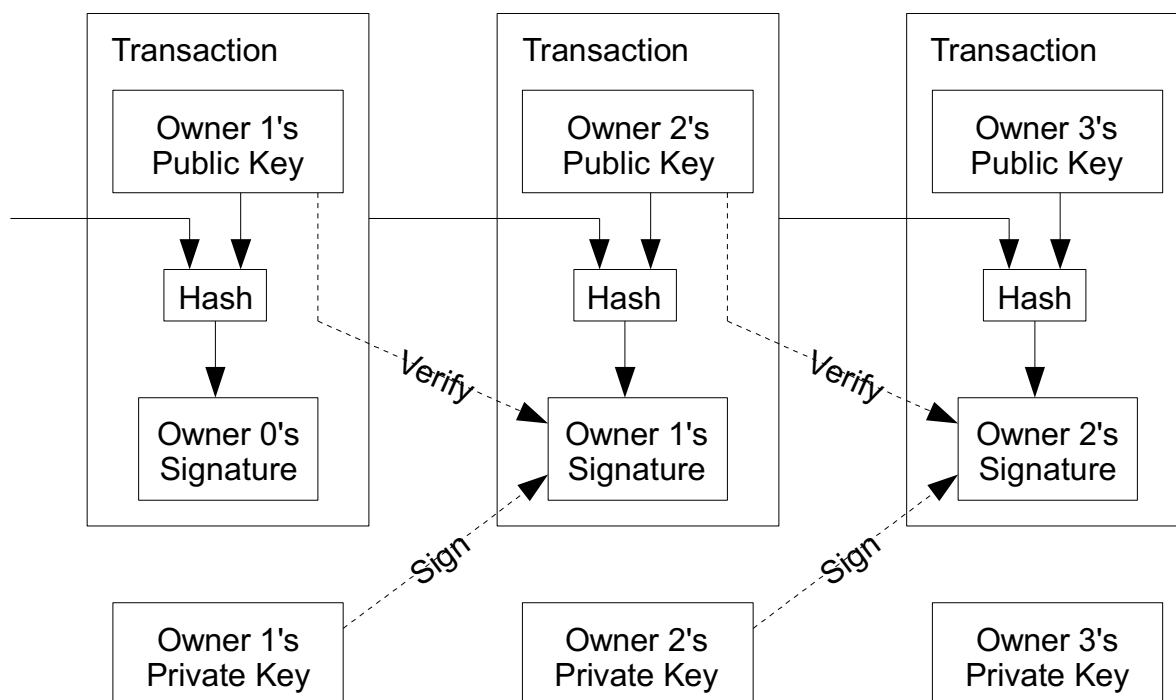 Transaction
Transaction
Transaction
Owner 1's
Public Key
Owner 2's
Public Key
Owner 3's
Public Key
Hash
Hash
Hash
Verify
Verify
Owner 0's
Signature
Owner 1's
Signature
Owner 2's
Signature
Sign
Sign
Owner 1's
Private Key
Owner 2's
Private Key
Owner 3's
Private Key